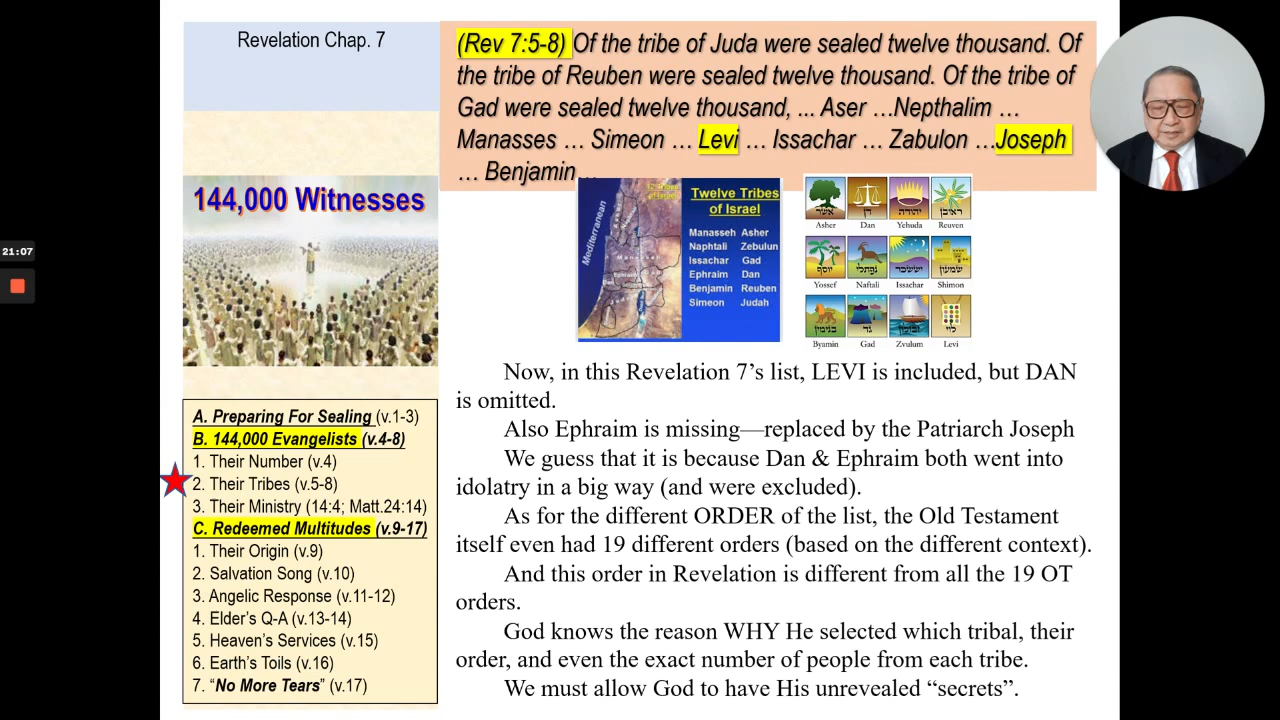 Revelation Chap. 7
(Rev 7:5-8) Of the tribe of Juda were sealed twelve thousand. Of
the tribe of Reuben were sealed twelve thousand. Of the tribe of
Gad were sealed twelve thousand, ... Aser …Nepthalim …
Manasses … Simeon … Levi … Issachar … Zabulon …Joseph
… Benjamin…
144,000 Witnesses
21:07
A. Preparing For Sealing (v.1-3)
B. 144,000 Evangelists (v.4-8)
1. Their Number (v.4)
2. Their Tribes (v.5-8)
3. Their Ministry (14:4; Matt.24:14)
C. Redeemed Multitudes (v.9-17)
1. Their Origin (v.9)
2. Salvation Song (v.10)
3. Angelic Response (v.11-12)
4. Elder’s Q-A (v.13-14)
5. Heaven’s Services (v.15)
6. Earth’s Toils (v.16)
7. “No More Tears” (v.17)
Mediterranean
Twelve Tribes
of Israel
Manasseh Asher
Naphtali Zebulun
Issachar Gad
Ephraim Dan
Benjamin Reuben
Simeon Judah
אשר דן יהודה ראובן
Asher Dan Yehuda Reuven
יוסף נפתלי יששכר שמעון
Yossef Naftali Issachar Shimon
בנימין גד זבולון לוי
Byamin Gad Zvulum Levi
Now, in this Revelation 7’s list, LEVI is included, but DAN
is omitted.
Also Ephraim is missing—replaced by the Patriarch Joseph
We guess that it is because Dan & Ephraim both went into
idolatry in a big way (and were excluded).
As for the different ORDER of the list, the Old Testament
itself even had 19 different orders (based on the different context).
And this order in Revelation is different from all the 19 OT
orders.
God knows the reason WHY He selected which tribal, their
order, and even the exact number of people from each tribe.
We must allow God to have His unrevealed “secrets”.